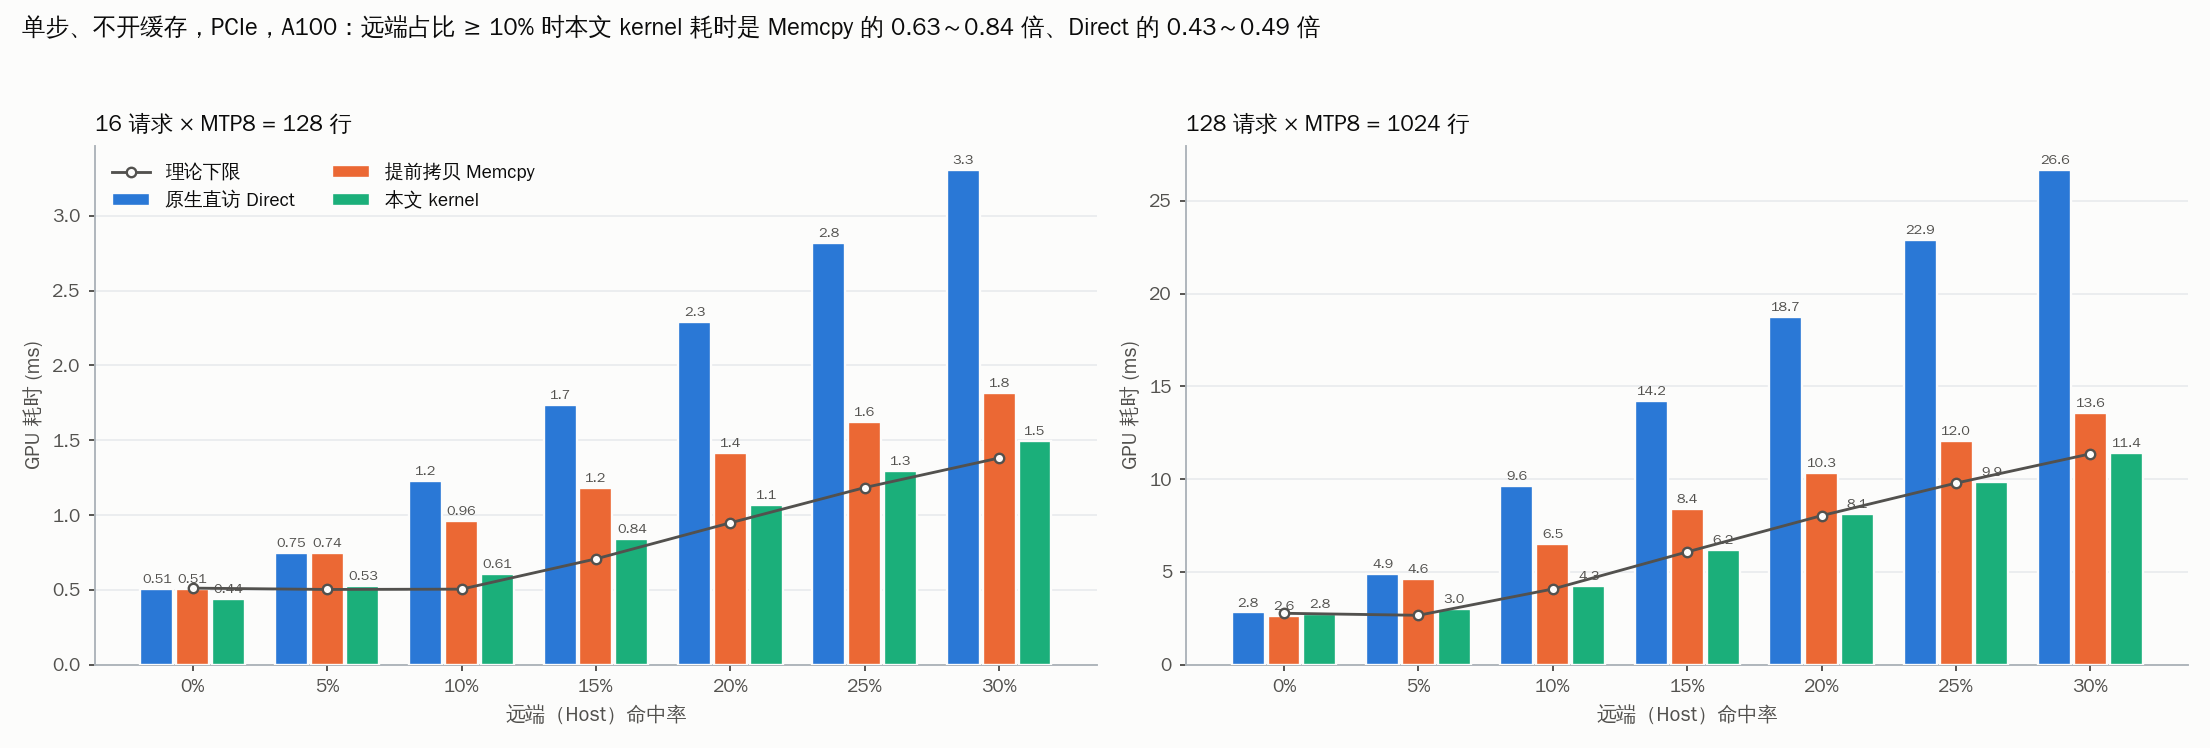 单步、不开缓存，PCIe，A100：远端占比 ≥ 10% 时本文 kernel 耗时是 Memcpy 的 0.63～0.84 倍、Direct 的 0.43～0.49 倍
16 请求 × MTP8 = 128 行
理论下限
原生直访 Direct
提前拷贝 Memcpy
本文 kernel
GPU 耗时 (ms)
3.0
2.5
2.0
1.5
1.0
0.5
0.0
0.51 0.51 0.44
0.75 0.74 0.53
1.2 0.96 0.61
1.7 1.2 0.84
2.3 1.4 1.1
2.8 1.6 1.3
3.3 1.8 1.5
0% 5% 10% 15% 20% 25% 30%
远端（Host）命中率
128 请求 × MTP8 = 1024 行
GPU 耗时 (ms)
25
20
15
10
5
0
2.8 2.6 2.8
4.9 4.6 3.0
9.6 6.5 4.3
14.2 8.4 6.2
18.7 10.3 8.1
22.9 12.0 9.9
26.6 13.6 11.4
0% 5% 10% 15% 20% 25% 30%
远端（Host）命中率